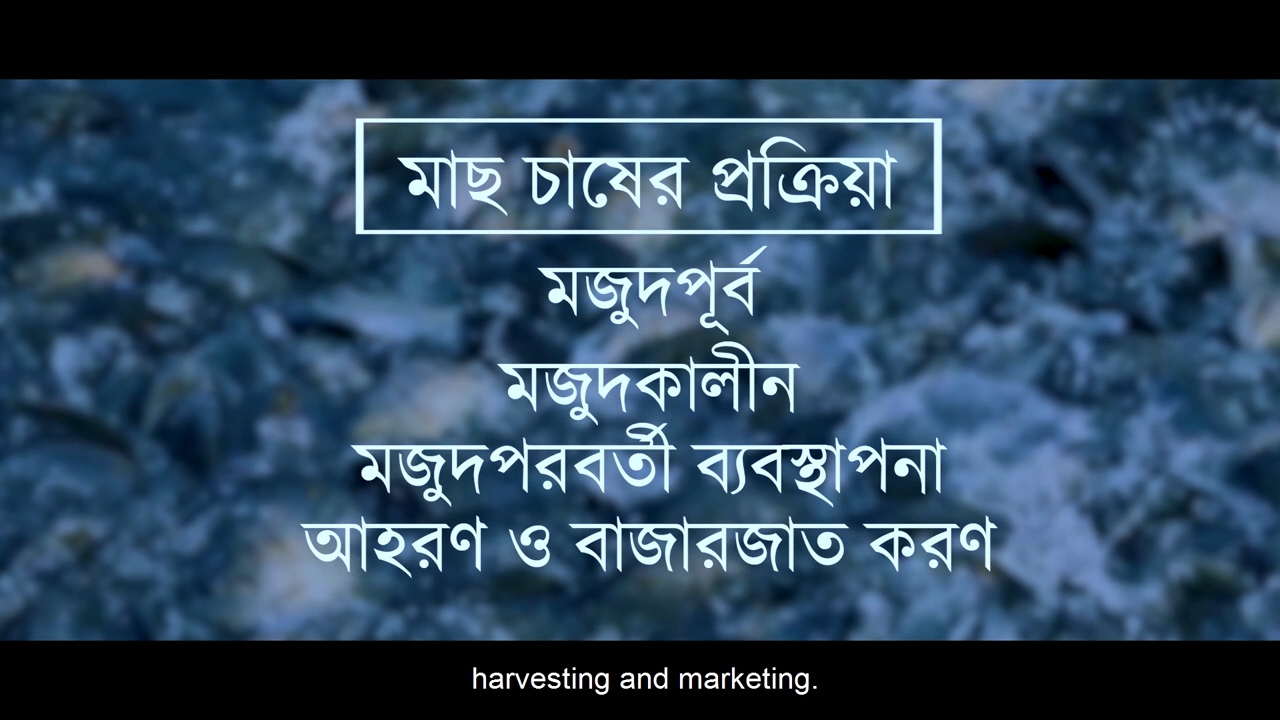 মাছ চাষের প্রক্রিয়া
মজুদপূর্ব
মজুদকালীন
মজুদপরবর্তী ব্যবস্থাপনা
আহরণ ও বাজারজাত করণ
harvesting and marketing.